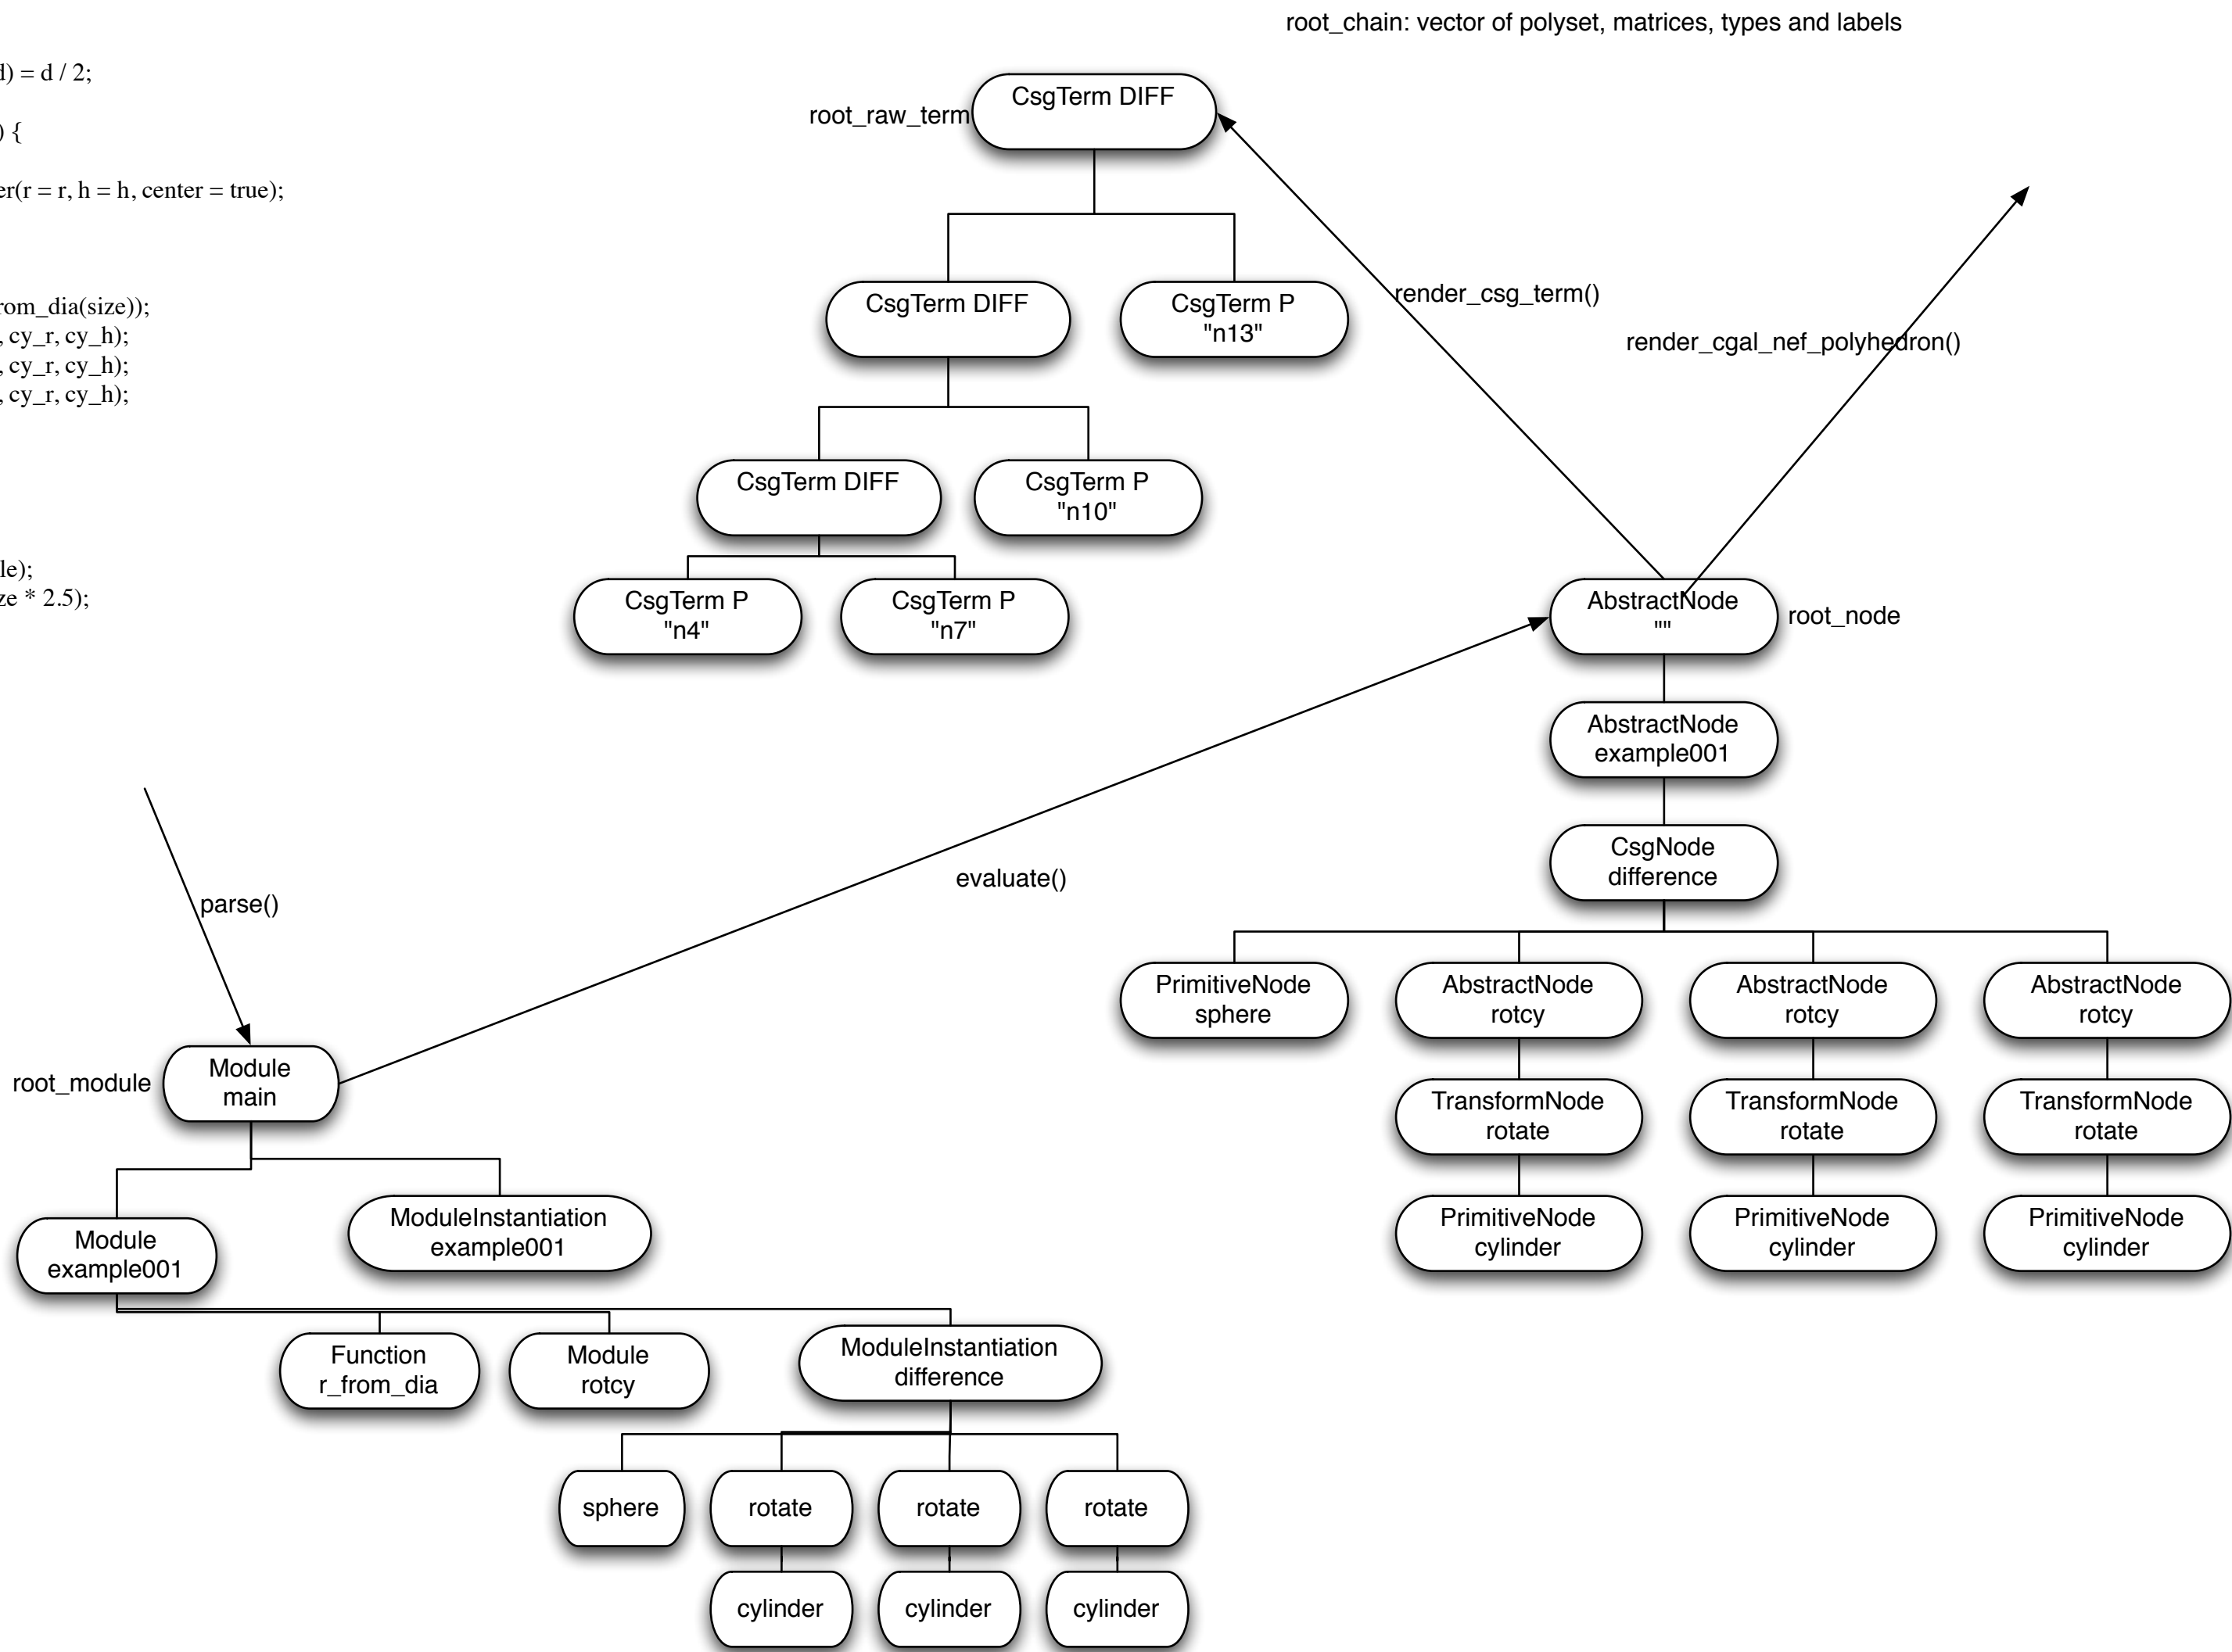 root_chain: vector of polyset, matrices, types and labels
) = d / 2;
) {
er(r = r, h = h, center = true);
rom_dia(size));
, cy_r, cy_h);
, cy_r, cy_h);
, cy_r, cy_h);
le);
ze * 2.5);
root_raw_term
CsgTerm DIFF
CsgTerm DIFF
CsgTerm P
"n13"
CsgTerm DIFF
CsgTerm P
"n10"
CsgTerm P
"n4"
CsgTerm P
"n7"
render_csg_term()
render_cgal_nef_polyhedron()
AbstractNode
""
root_node
AbstractNode
example001
CsgNode
difference
PrimitiveNode
sphere
AbstractNode
rotcy
AbstractNode
rotcy
AbstractNode
rotcy
TransformNode
rotate
TransformNode
rotate
TransformNode
rotate
PrimitiveNode
cylinder
PrimitiveNode
cylinder
PrimitiveNode
cylinder
evaluate()
parse()
root_module
Module
main
Module
example001
ModuleInstantiation
example001
Function
r_from_dia
Module
rotcy
ModuleInstantiation
difference
sphere
rotate
rotate
rotate
cylinder
cylinder
cylinder